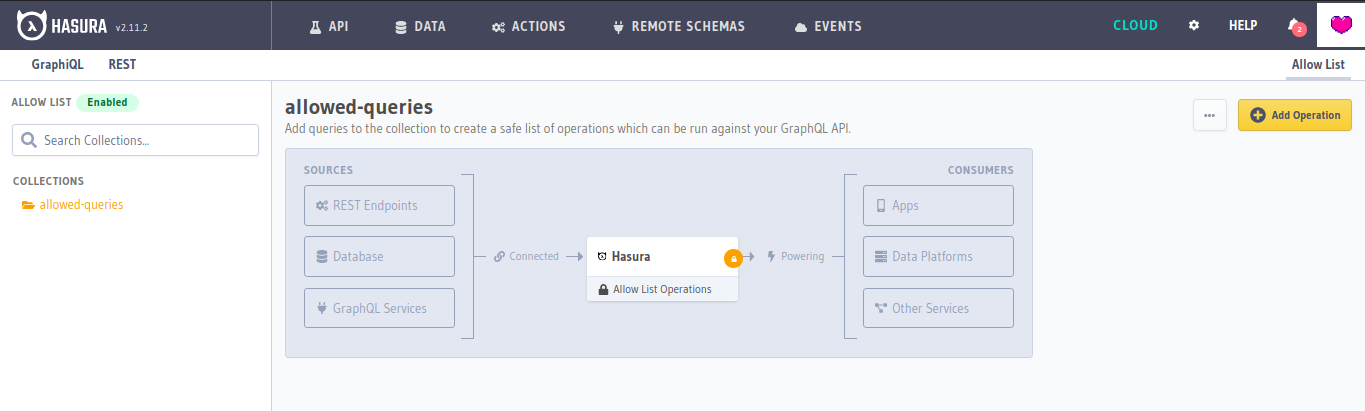 HASURA v2.11.2 API DATA ACTIONS REMOTE SCHEMAS EVENTS CLOUD HELP 2
GraphiQL REST Allow List
ALLOW LIST Enabled
Search Collections...
COLLECTIONS
allowed-queries
allowed-queries
Add queries to the collection to create a safe list of operations which can be run against your GraphQL API.
... Add Operation
SOURCES CONSUMERS
REST Endpoints Apps
Database Connected Hasura Powering Data Platforms
Allow List Operations
GraphQL Services Other Services